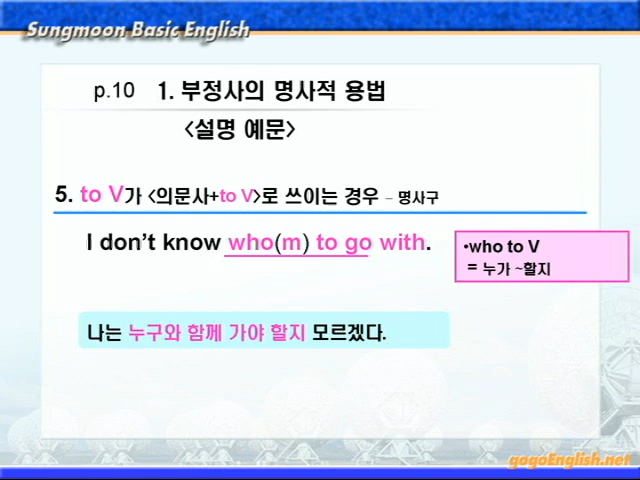 Sungmoon Basic English
p.10 1. 부정사의 명사적 용법
<설명 예문>
5. to V가 <의문사+to V>로 쓰이는 경우 – 명사구
I don't know who(m) to go with.
•who to V
= 누가 ~할지
나는 누구와 함께 가야 할지 모르겠다.
gogoEnglish.net